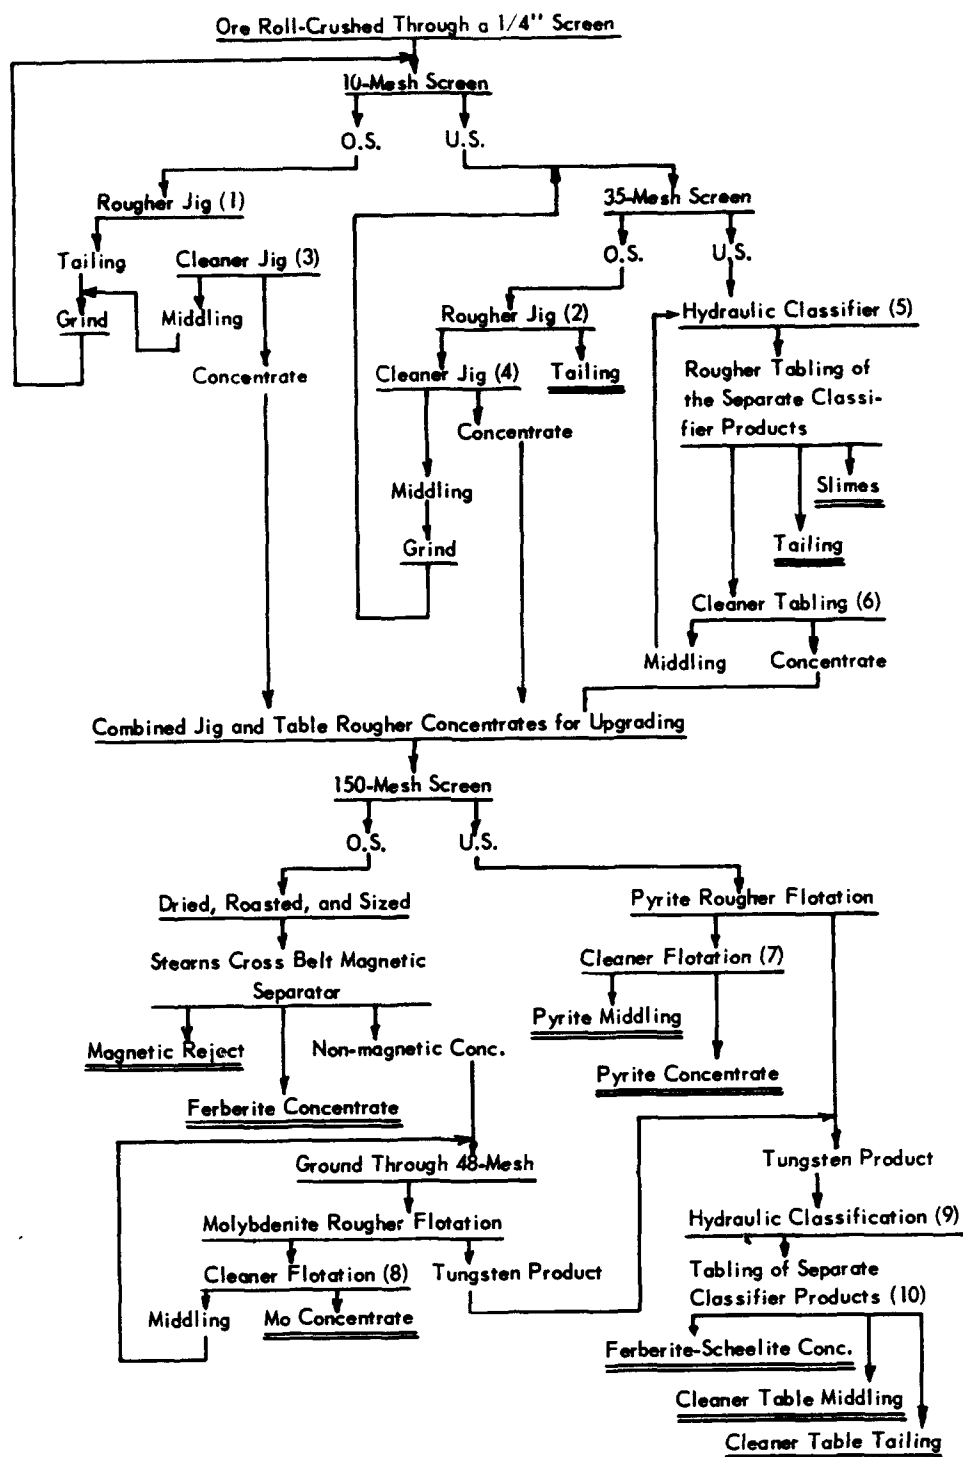 Ore Roll-Crushed Through a 1/4" Screen
10-Mesh Screen
O.S.
U.S.
Rougher Jig (1)
35-Mesh Screen
Tailing
Cleaner Jig (3)
O.S.
U.S.
Grind
Middling
Rougher Jig (2)
Hydraulic Classifier (5)
Concentrate
Cleaner Jig (4)
Tailing
Rougher Tabling of
the Separate Classi-
fier Products
Concentrate
Middling
Slimes
Grind
Tailing
Cleaner Tabling (6)
Middling
Concentrate
Combined Jig and Table Rougher Concentrates for Upgrading
150-Mesh Screen
O.S.
U.S.
Dried, Roasted, and Sized
Pyrite Rougher Flotation
Stearns Cross Belt Magnetic
Separator
Cleaner Flotation (7)
Pyrite Middling
Magnetic Reject
Non-magnetic Conc.
Pyrite Concentrate
Ferberite Concentrate
Ground Through 48-Mesh
Tungsten Product
Molybdenite Rougher Flotation
Hydraulic Classification (9)
Cleaner Flotation (8)
Tungsten Product
Tabling of Separate
Classifier Products (10)
Middling
Mo Concentrate
Ferberite-Scheelite Conc.
Cleaner Table Middling
Cleaner Table Tailing